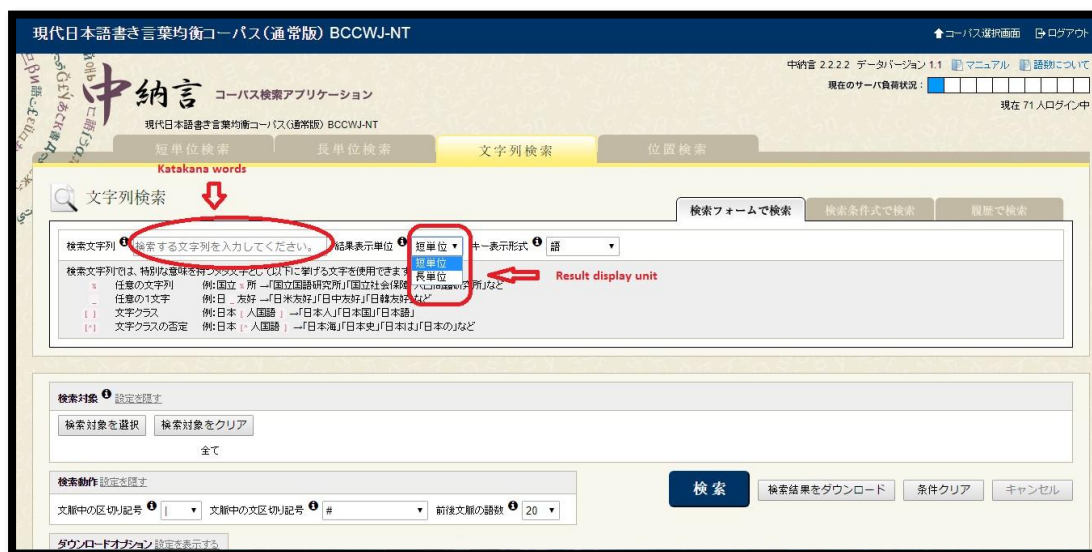 現代日本語書き言葉均衡コーパス(通常版) BCCWJ-NT
コーパス選択画面 ログアウト
中納言 2.2.2.2 データバージョン 1.1 マニュアル 語数について
現在のサーバ負荷状況:
現在 71 人ログイン中
中納言 コーパス検索アプリケーション
現代日本語書き言葉均衡コーパス(通常版) BCCWJ-NT
短単位検索 長単位検索 文字列検索 位置検索
Katakana words
文字列検索
検索フォームで検索 検索条件式で検索 履歴で検索
検索文字列 検索する文字列を入力してください。 結果表示単位 短単位 キー表示形式 語
短単位
長単位
Result display unit
検索文字列では、特別な意味を持つメタ文字として以下に挙げる文字を使用できます
% 任意の文字列 例:国立 % 所 →「国立国語研究所」「国立社会保障 人口問題研究所」など
_ 任意の1文字 例:日 _ 友好 →「日米友好」「日中友好」「日韓友好」など
[ ] 文字クラス 例:日本 [ 人国語 ] →「日本人」「日本国」「日本語」
[^] 文字クラスの否定 例:日本 [^ 人国語 ] →「日本海」「日本史」「日本は」「日本の」など
検索対象 設定を隠す
検索対象を選択 検索対象をクリア
全て
検索動作 設定を隠す
文脈中の区切り記号 | 文脈中の文区切り記号 # 前後文脈の語数 20
検索 検索結果をダウンロード 条件クリア キャンセル
ダウンロードオプション 設定を表示する